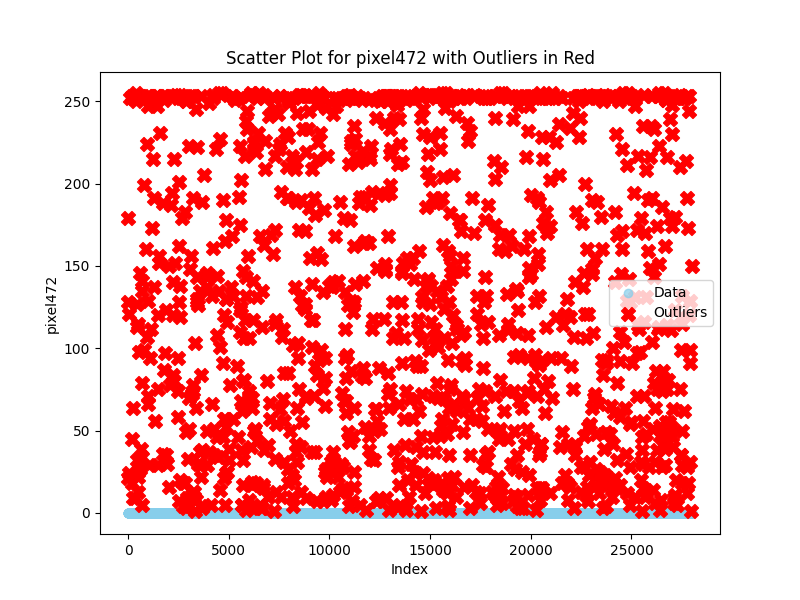 Scatter Plot for pixel472 with Outliers in Red
250
200
150
100
50
0
pixel472
Data
Outliers
0 5000 10000 15000 20000 25000
Index